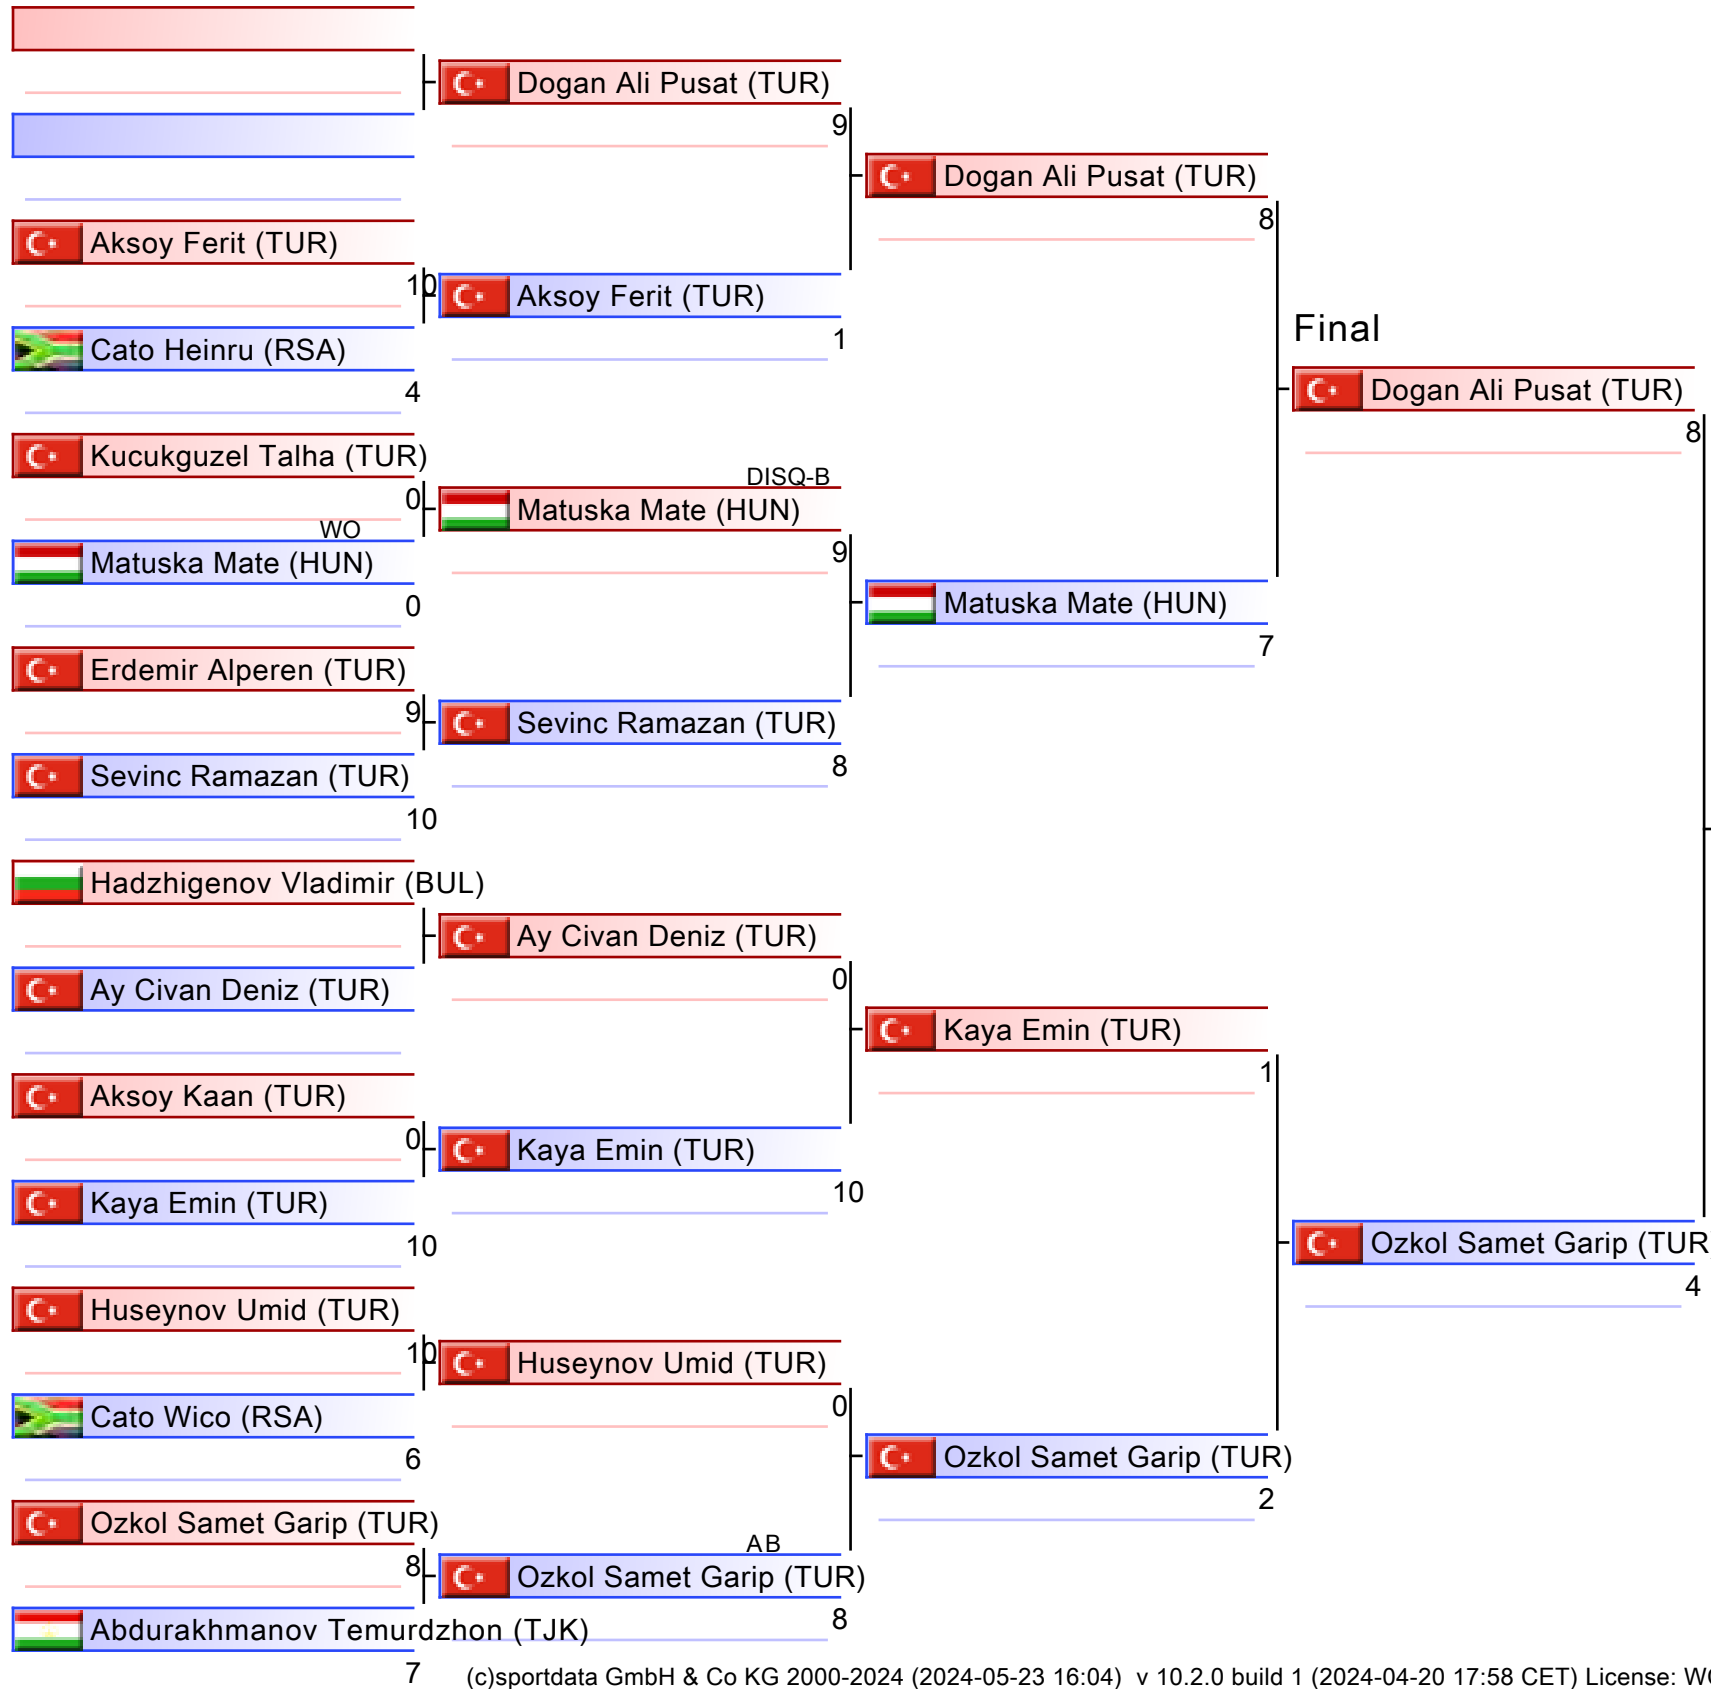 Dogan Ali Pusat (TUR)
9
Dogan Ali Pusat (TUR)
8
Aksoy Ferit (TUR)
10
Aksoy Ferit (TUR)
1
Cato Heinru (RSA)
4
Final
Dogan Ali Pusat (TUR)
8
Kucukguzel Talha (TUR)
0
DISQ-B
Matuska Mate (HUN)
9
WO
Matuska Mate (HUN)
0
Matuska Mate (HUN)
7
Erdemir Alperen (TUR)
9
Sevinc Ramazan (TUR)
8
Sevinc Ramazan (TUR)
10
Hadzhigenov Vladimir (BUL)
Ay Civan Deniz (TUR)
0
Ay Civan Deniz (TUR)
Kaya Emin (TUR)
1
Aksoy Kaan (TUR)
0
Kaya Emin (TUR)
10
Kaya Emin (TUR)
10
Ozkol Samet Garip (TUR
4
Huseynov Umid (TUR)
10
Huseynov Umid (TUR)
0
Cato Wico (RSA)
6
Ozkol Samet Garip (TUR)
2
Ozkol Samet Garip (TUR)
8
AB
Ozkol Samet Garip (TUR)
8
Abdurakhmanov Temurdzhon (TJK)
7
(c)sportdata GmbH & Co KG 2000-2024 (2024-05-23 16:04) v 10.2.0 build 1 (2024-04-20 17:58 CET) License: W